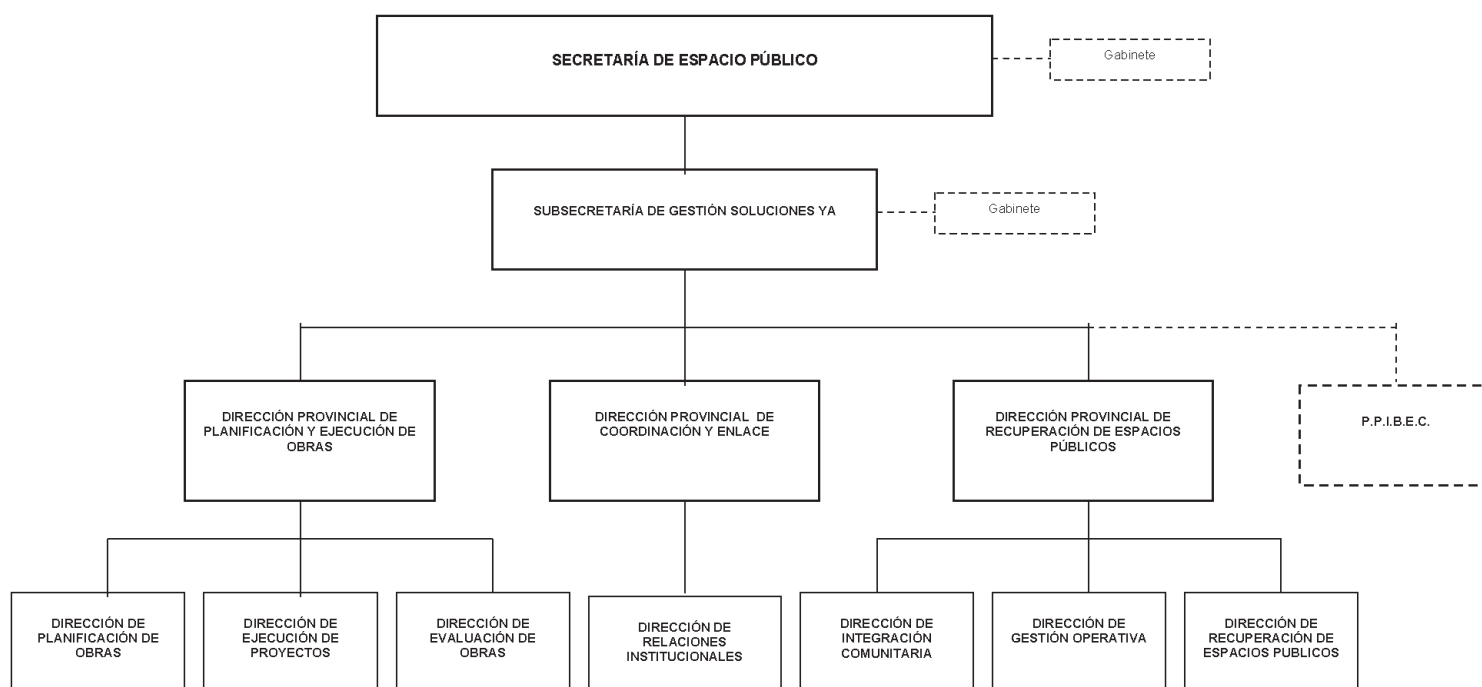 SECRETARÍA DE ESPACIO PÚBLICO
Gabinete
SUBSECRETARÍA DE GESTIÓN SOLUCIONES YA
Gabinete
DIRECCIÓN PROVINCIAL DE
PLANIFICACIÓN Y EJECUCIÓN DE
OBRAS
DIRECCIÓN PROVINCIAL DE
COORDINACIÓN Y ENLACE
DIRECCIÓN PROVINCIAL DE
RECUPERACIÓN DE ESPACIOS
PÚBLICOS
P.P.I.B.E.C.
DIRECCIÓN DE
PLANIFICACIÓN DE
OBRAS
DIRECCIÓN DE
EJECUCIÓN DE
PROYECTOS
DIRECCIÓN DE
EVALUACIÓN DE
OBRAS
DIRECCIÓN DE
RELACIONES
INSTITUCIONALES
DIRECCIÓN DE
INTEGRACIÓN
COMUNITARIA
DIRECCIÓN DE
GESTIÓN OPERATIVA
DIRECCIÓN DE
RECUPERACIÓN DE
ESPACIOS PUBLICOS